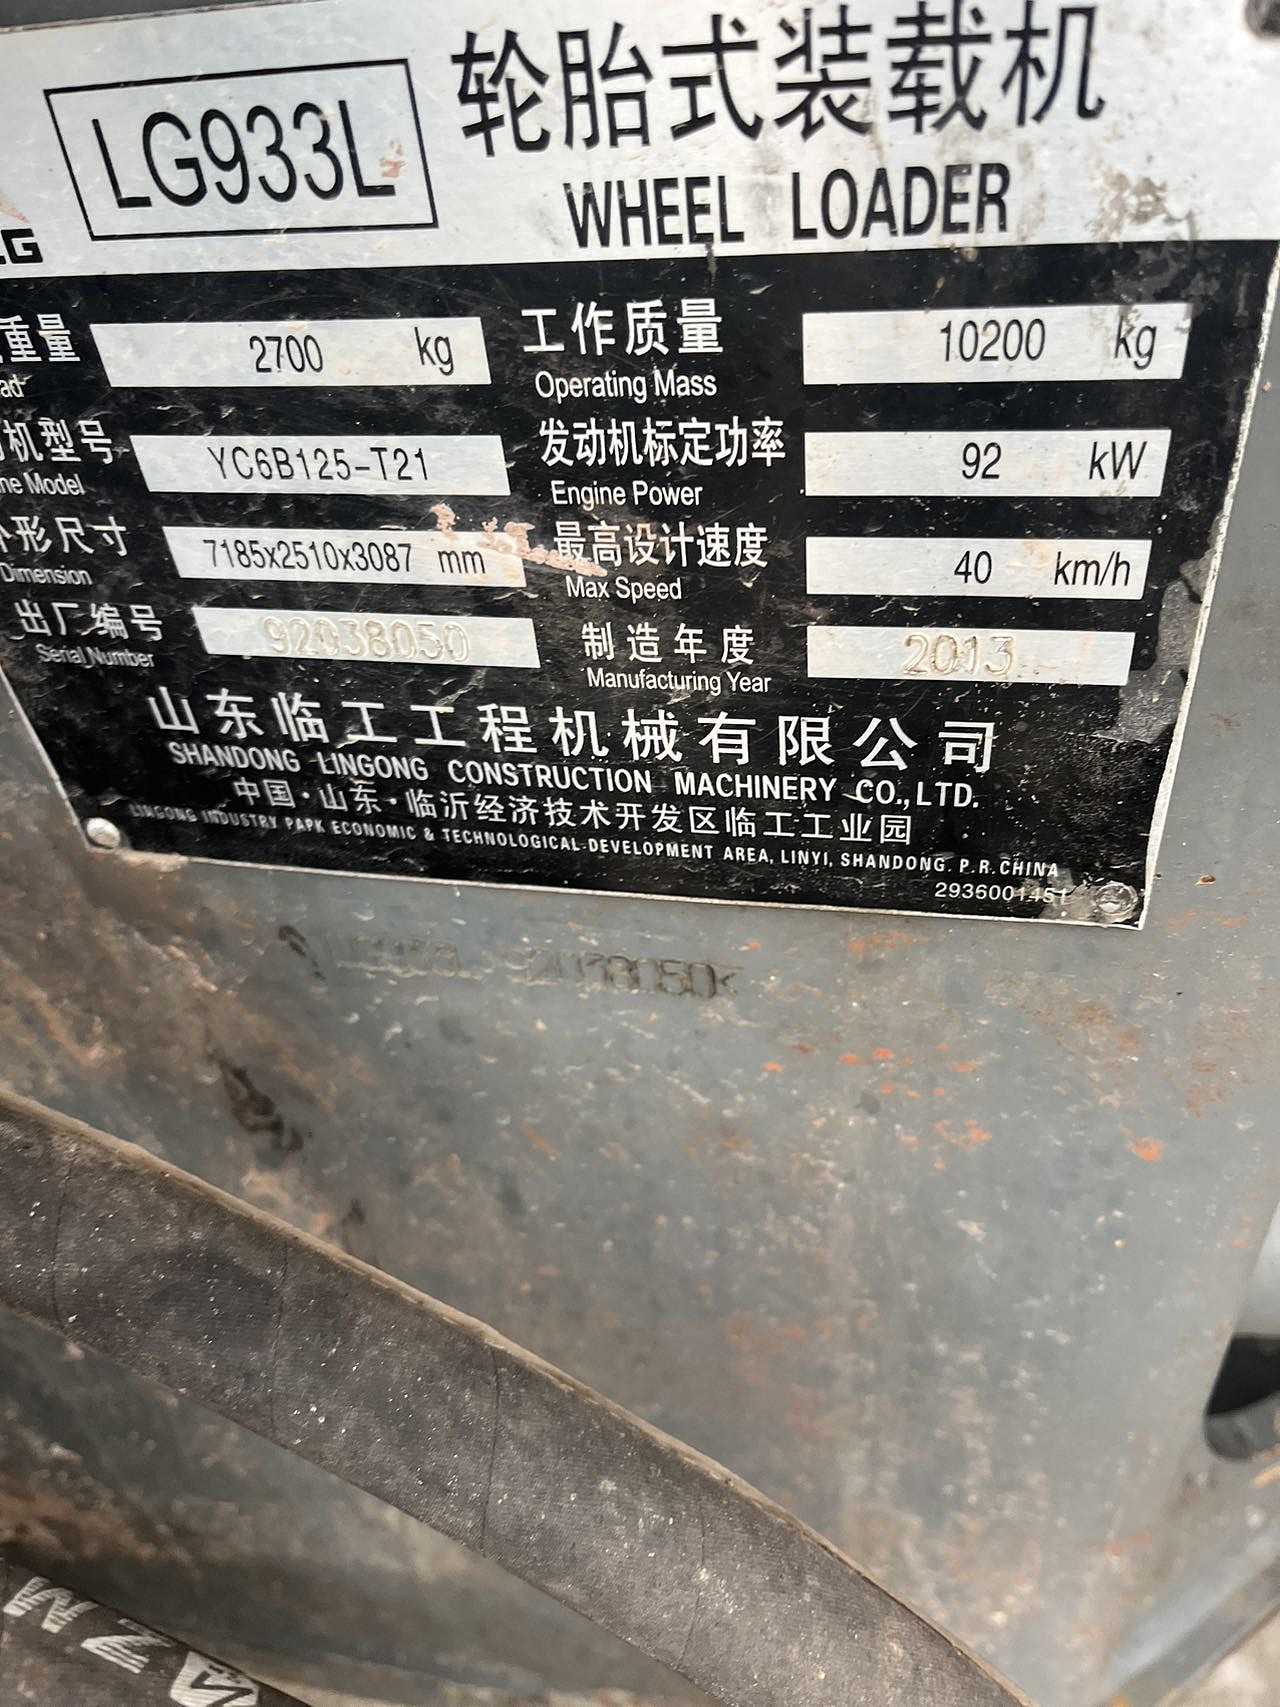 LG933L
轮胎式装载机
WHEEL LOADER
重量 2700 kg
工作质量 10200 kg
Operating Mass
机型号 YC6B125-T21
Model
发动机标定功率 92 kW
Engine Power
形尺寸 7185x2510x3087 mm
Dimension
最高设计速度 40 km/h
Max Speed
出厂编号 92038050
Serial Number
制造年度 2013
Manufacturing Year
山东临工工程机械有限公司
SHANDONG LINGONG CONSTRUCTION MACHINERY CO., LTD.
中国·山东·临沂经济技术开发区临工工业园
LINGONG INDUSTRY PARK ECONOMIC & TECHNOLOGICAL DEVELOPMENT AREA, LINYI, SHANDONG. P.R.CHINA
2936001451
92038050